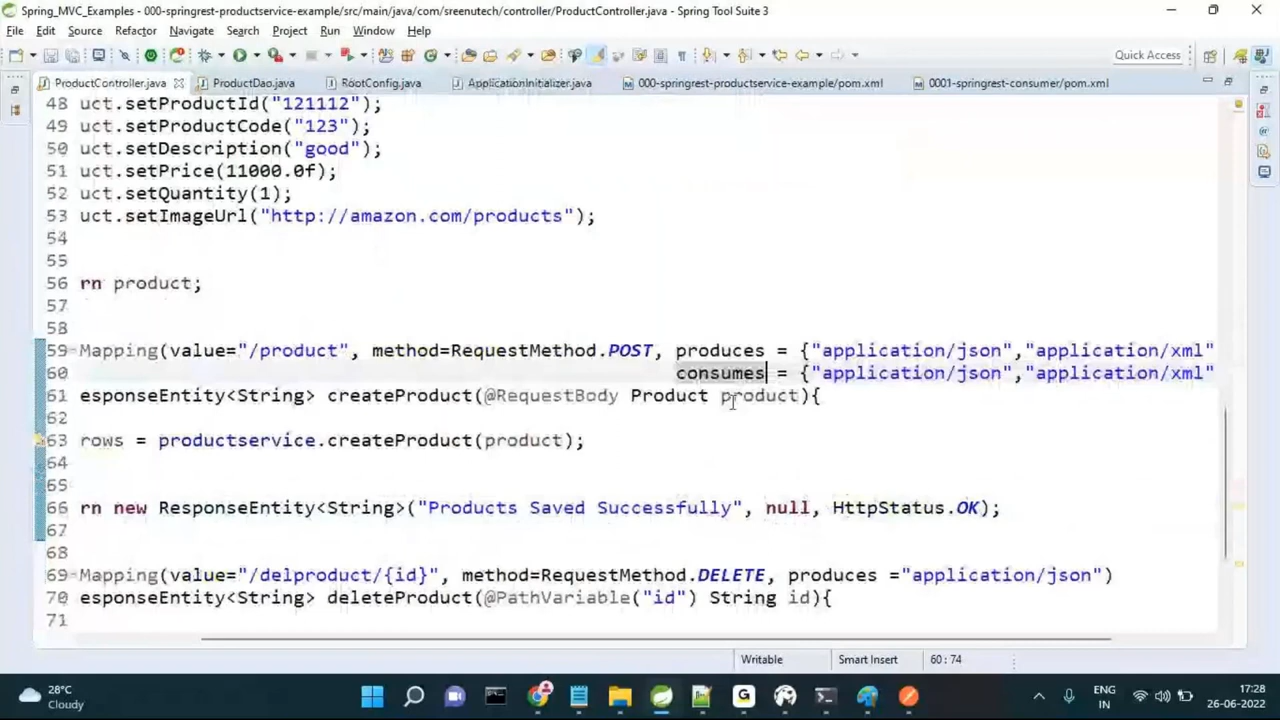 Spring_MVC_Examples - 000-springrest-productservice-example/src/main/java/com/sreenutech/controller/ProductController.java - Spring Tool Suite 3
File Edit Source Refactor Navigate Search Project Run Window Help
Quick Access
ProductController.java ProductDao.java RootConfig.java ApplicationInitializer.java 000-springrest-productservice-example/pom.xml 0001-springrest-consumer/pom.xml
48 uct.setProductId("121112");
49 uct.setProductCode("123");
50 uct.setDescription("good");
51 uct.setPrice(11000.0f);
52 uct.setQuantity(1);
53 uct.setImageUrl("http://amazon.com/products");
54
55
56 rn product;
57
58
59 Mapping(value="/product", method=RequestMethod.POST, produces = {"application/json","application/xml"
60 consumes = {"application/json","application/xml"
61 esponseEntity<String> createProduct(@RequestBody Product product){
62
63 rows = productservice.createProduct(product);
64
65
66 rn new ResponseEntity<String>("Products Saved Successfully", null, HttpStatus.OK);
67
68
69 Mapping(value="/delproduct/{id}", method=RequestMethod.DELETE, produces ="application/json")
70 esponseEntity<String> deleteProduct(@PathVariable("id") String id){
71
Writable Smart Insert 60 : 74
28°C
Cloudy
ENG
IN
17:28
26-06-2022